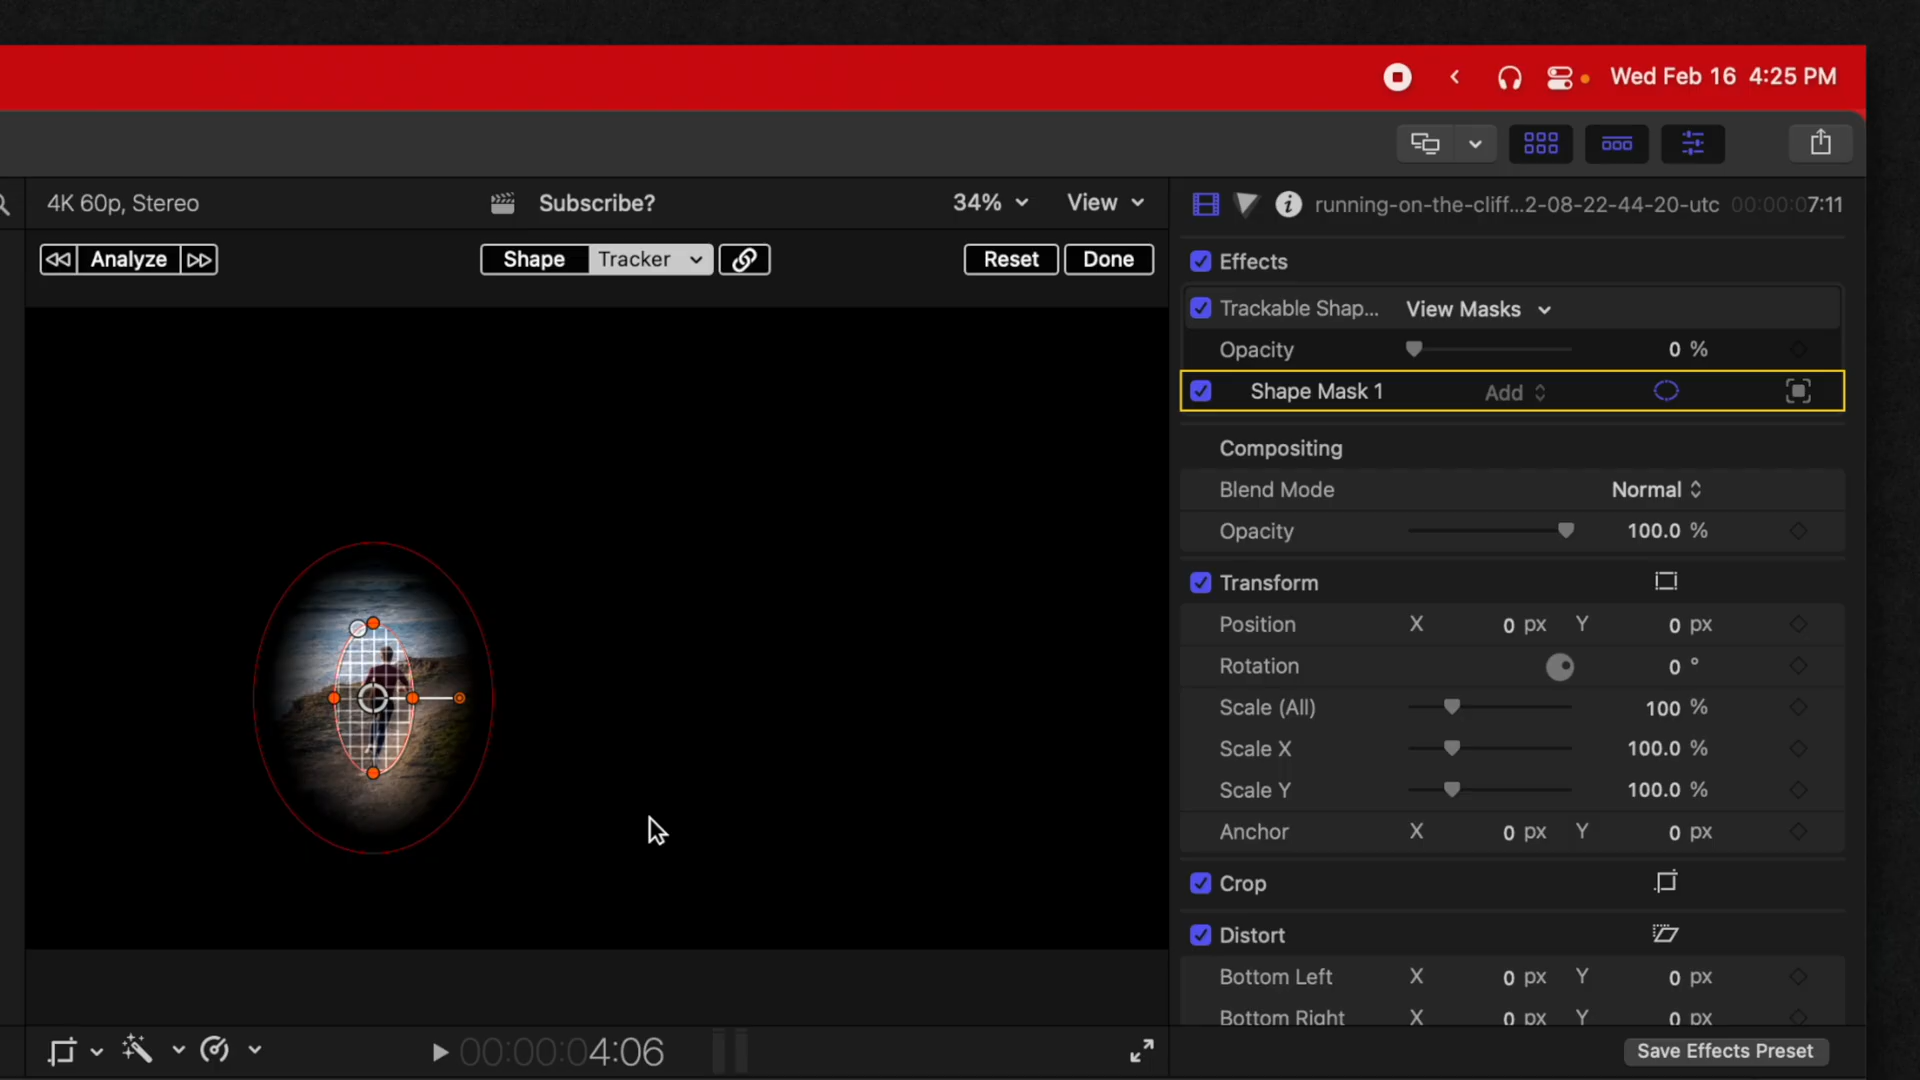 Wed Feb 16 4:25 PM
4K 60p, Stereo
Subscribe?
34%
View
running-on-the-cliff...2-08-22-44-20-utc
00:00:07:11
Analyze
Shape
Tracker
Reset
Done
Effects
Trackable Shap...
View Masks
Opacity
0 %
Shape Mask 1
Add
Compositing
Blend Mode
Normal
Opacity
100.0 %
Transform
Position X 0 px Y 0 px
Rotation 0 °
Scale (All) 100 %
Scale X 100.0 %
Scale Y 100.0 %
Anchor X 0 px Y 0 px
Crop
Distort
Bottom Left X 0 px Y 0 px
Bottom Right X 0 px Y 0 px
00:00:04:06
Save Effects Preset